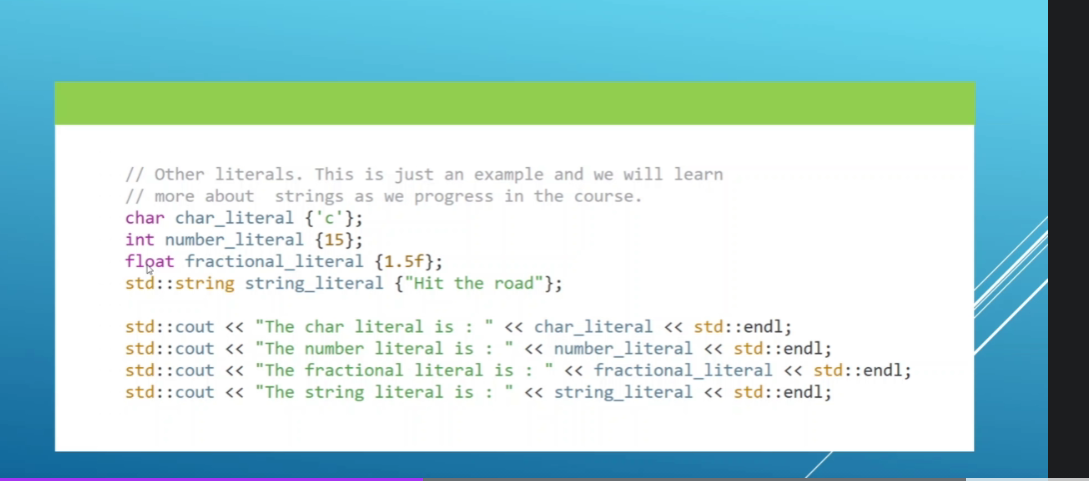 // Other literals. This is just an example and we will learn
// more about  strings as we progress in the course.
char char_literal {'c'};
int number_literal {15};
float fractional_literal {1.5f};
std::string string_literal {"Hit the road"};
std::cout << "The char literal is : " << char_literal << std::endl;
std::cout << "The number literal is : " << number_literal << std::endl;
std::cout << "The fractional literal is : " << fractional_literal << std::endl;
std::cout << "The string literal is : " << string_literal << std::endl;